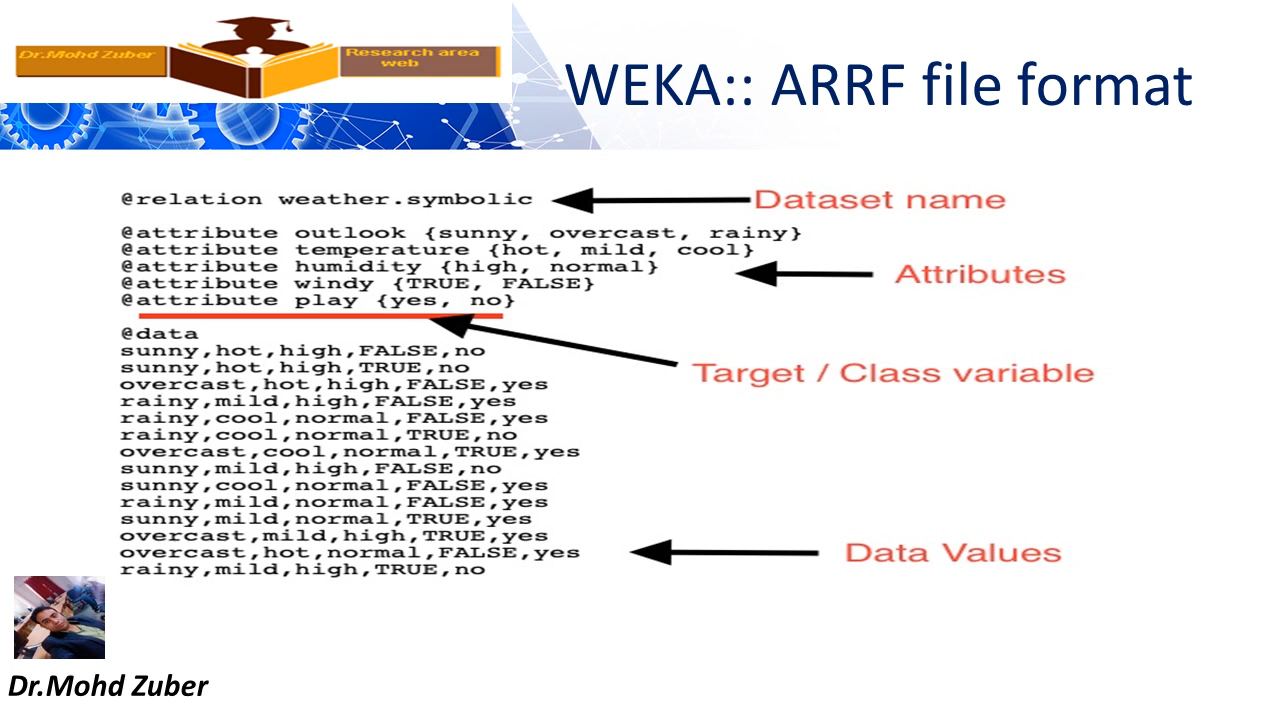 Dr.Mohd Zuber
Research area
web
WEKA:: ARRF file format
@relation weather.symbolic
Dataset name
@attribute outlook {sunny, overcast, rainy}
@attribute temperature {hot, mild, cool}
@attribute humidity {high, normal}
Attributes
@attribute windy {TRUE, FALSE}
@attribute play {yes, no}
@data
sunny,hot,high,FALSE,no
sunny,hot,high,TRUE,no
Target / Class variable
overcast,hot,high,FALSE,yes
rainy,mild,high,FALSE,yes
rainy,cool,normal,FALSE,yes
rainy,cool,normal,TRUE,no
overcast,cool,normal,TRUE,yes
sunny,mild,high,FALSE,no
sunny,cool,normal,FALSE,yes
rainy,mild,normal,FALSE,yes
sunny,mild,normal,TRUE,yes
overcast,mild,high,TRUE,yes
overcast,hot,normal,FALSE,yes
Data Values
rainy,mild,high,TRUE,no
Dr.Mohd Zuber